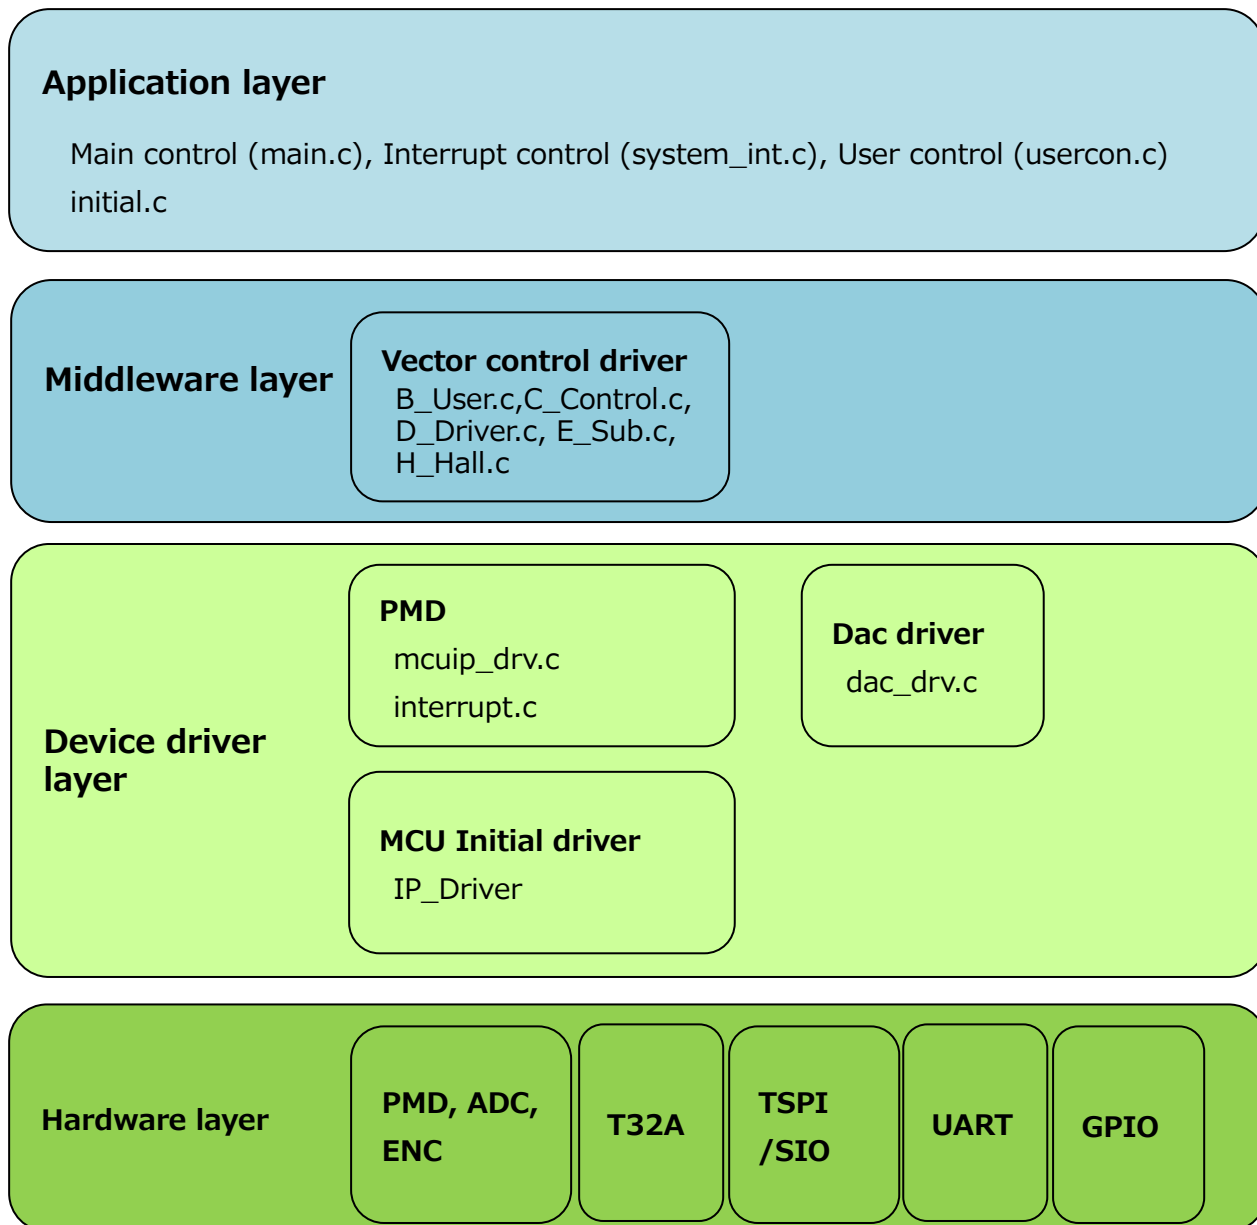 Application layer
Main control (main.c), Interrupt control (system_int.c), User control (usercon.c)
initial.c
Middleware layer
Vector control driver
B_User.c,C_Control.c,
D_Driver.c, E_Sub.c,
H_Hall.c
Device driver
layer
PMD
mcuip_drv.c
interrupt.c
Dac driver
dac_drv.c
MCU Initial driver
IP_Driver
Hardware layer
PMD, ADC,
ENC
T32A
TSPI
/SIO
UART
GPIO